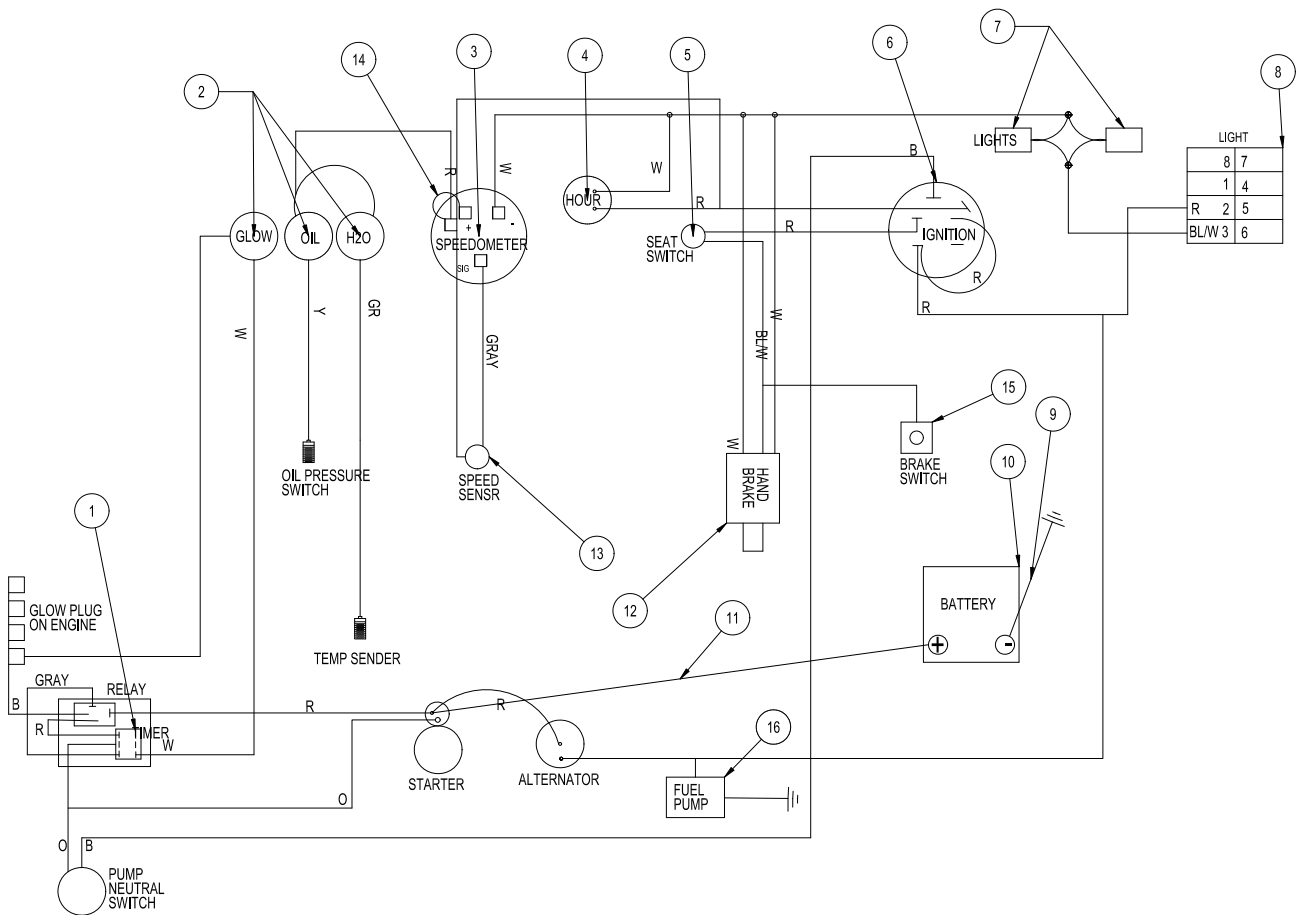 7
6
3
4
5
14
8
2
LIGHT
B
LIGHTS
8 7
1 4
R 2 5
BL/W 3 6
R
W
W
HOUR
R
GLOW
OIL
H2O
+
-
SPEEDOMETER
SIG
SEAT
SWITCH
R
IGNITION
R
R
W
Y
GR
GRAY
BL/W
W
15
9
W
BRAKE
SWITCH
10
OIL PRESSURE
SWITCH
SPEED
SENSR
HAND
BRAKE
1
13
12
11
BATTERY
+
-
GLOW PLUG
ON ENGINE
TEMP SENDER
GRAY
RELAY
B
R
R
R
TIMER
W
16
STARTER
ALTERNATOR
FUEL
PUMP
O
O
B
PUMP
NEUTRAL
SWITCH